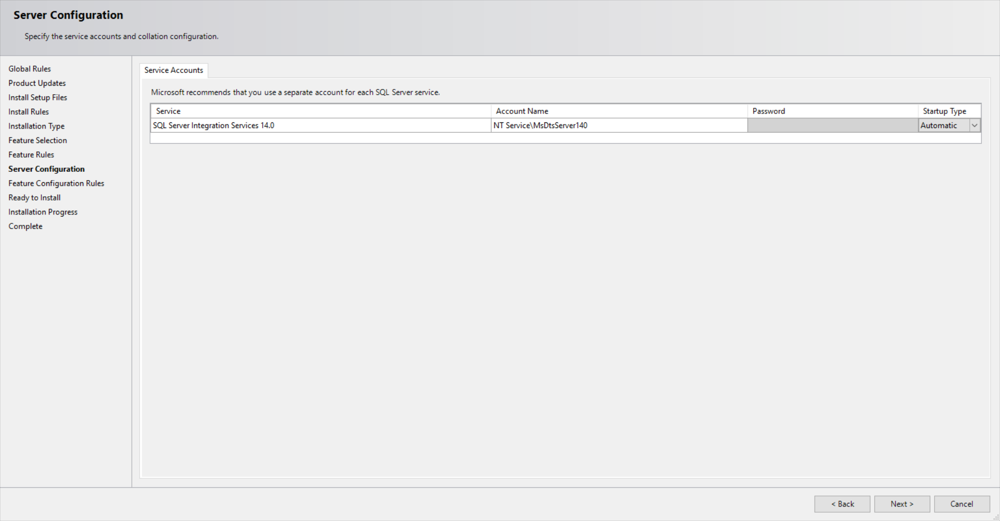 Server Configuration
Specify the service accounts and collation configuration.
Global Rules
Product Updates
Install Setup Files
Install Rules
Installation Type
Feature Selection
Feature Rules
Server Configuration
Feature Configuration Rules
Ready to Install
Installation Progress
Complete
Service Accounts
Microsoft recommends that you use a separate account for each SQL Server service.
Service Account Name Password Startup Type
SQL Server Integration Services 14.0 NT Service\MsDtsServer140 Automatic
< Back Next > Cancel